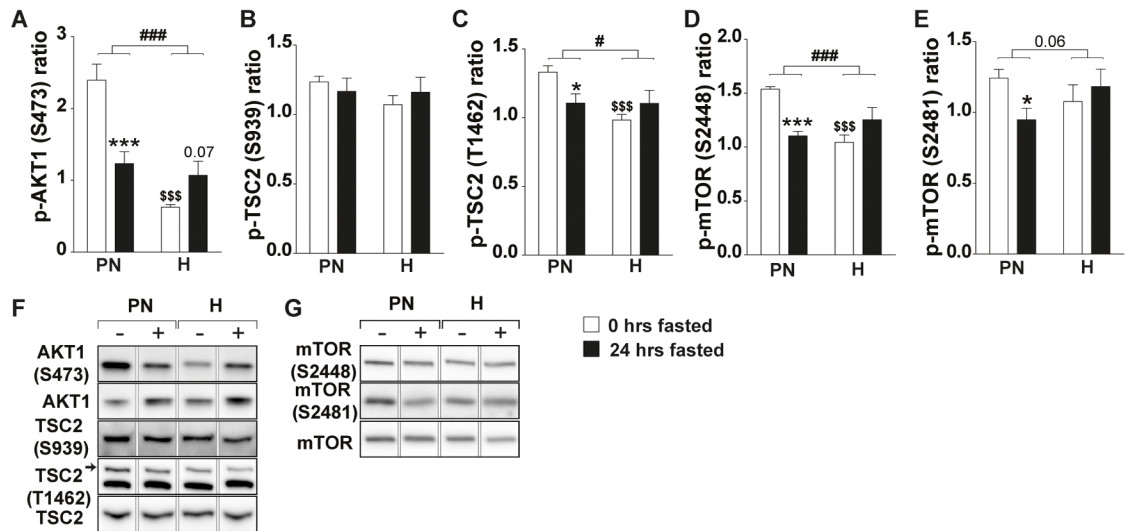 A
p-AKT1 (S473) ratio
3
2
1
0
###
***
$$$
0.07
PN
H
B
p-TSC2 (S939) ratio
1.5
1.0
0.5
0.0
PN
H
C
p-TSC2 (T1462) ratio
1.5
1.0
0.5
#
*
$$$
PN
H
D
p-mTOR (S2448) ratio
2.0
1.5
1.0
0.5
0.0
###
***
$$$
PN
H
E
p-mTOR (S2481) ratio
1.5
1.0
0.5
0.0
0.06
*
PN
H
F
PN H
- + - +
AKT1
(S473)
AKT1
TSC2
(S939)
TSC2
(T1462)
TSC2
G
PN H
- + - +
mTOR
(S2448)
mTOR
(S2481)
mTOR
0 hrs fasted
24 hrs fasted